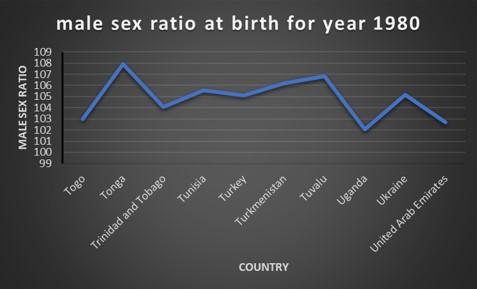 male sex ratio at birth for year 1980
109
108
107
106
105
104
103
102
101
100
99
MALE SEX RATIO
Togo
Tonga
Trinidad and Tobago
Tunisia
Turkey
Turkmenistan
Tuvalu
Uganda
Ukraine
United Arab Emirates
COUNTRY